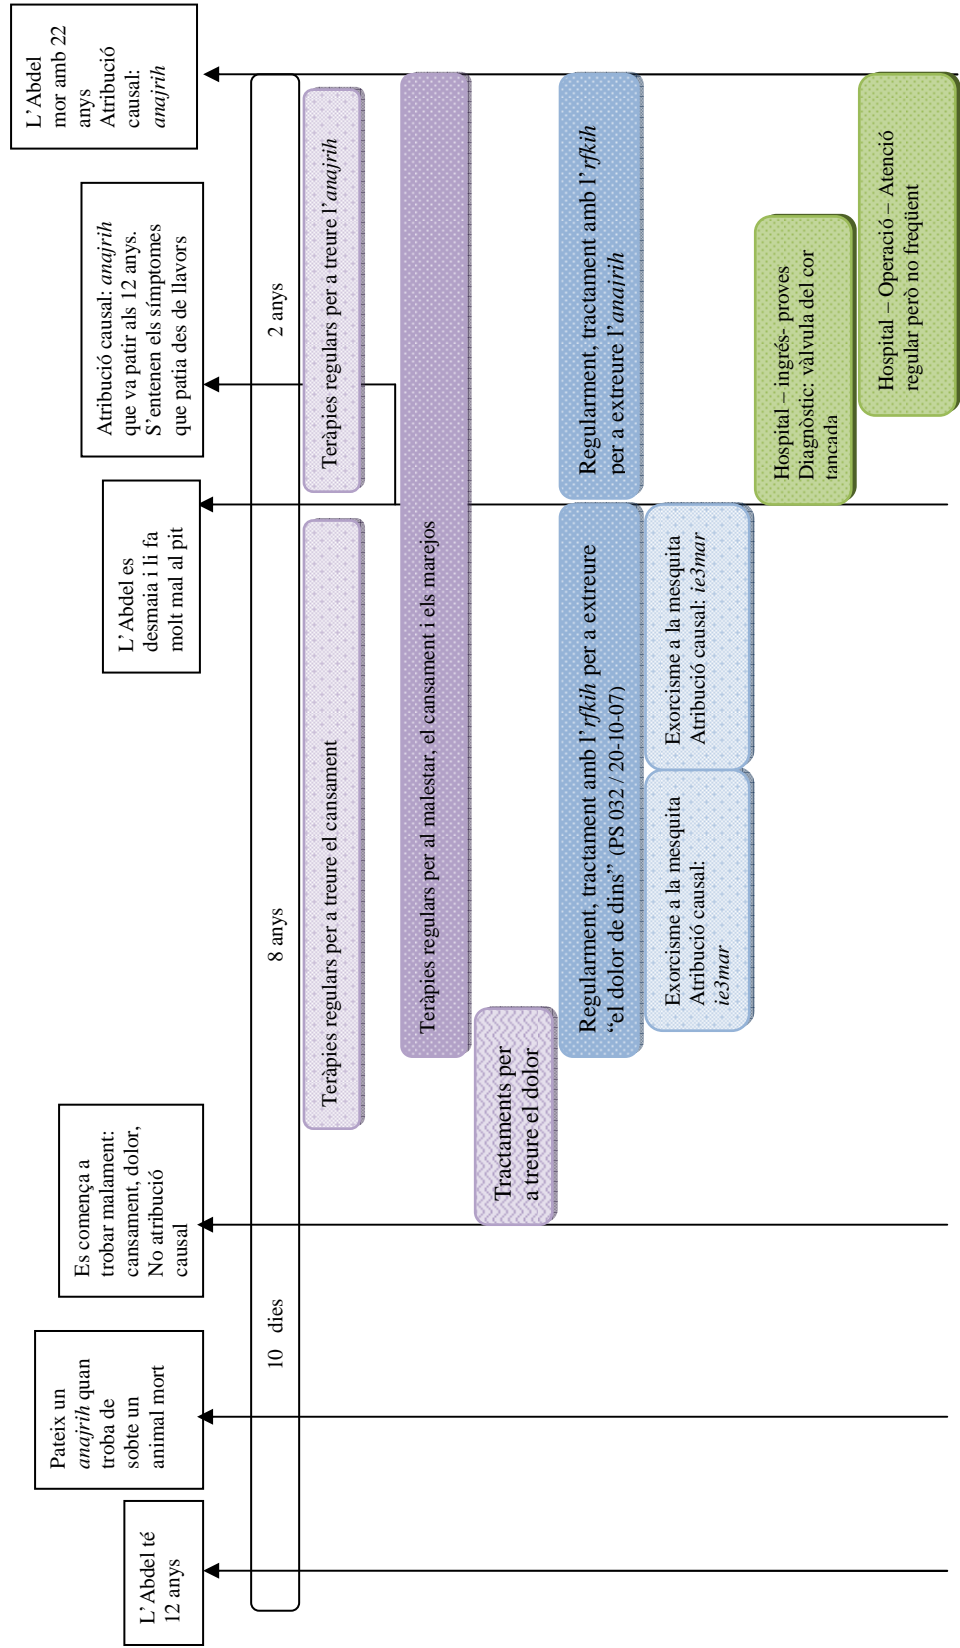 L'Abdel té
12 anys
Pateix un
anajrih quan
troba de
sobte un
animal mort
Es comença a
trobar malament:
cansament, dolor,
No atribució
causal
L'Abdel es
desmaia i li fa
molt mal al pit
Atribució causal: anajrih
que va patir als 12 anys.
S'entenen els símptomes
que patia des de llavors
L'Abdel
mor amb 22
anys
Atribució
causal:
anajrih
10 dies
8 anys
2 anys
Teràpies regulars per a treure el cansament
Teràpies regulars per a treure l'anajrih
Teràpies regulars per al malestar, el cansament i els marejos
Tractaments per
a treure el dolor
Regularment, tractament amb l'rfkih per a extreure
“el dolor de dins” (PS 032 / 20-10-07)
Regularment, tractament amb l'rfkih
per a extreure l'anajrih
Exorcisme a la mesquita
Atribució causal:
ie3mar
Exorcisme a la mesquita
Atribució causal: ie3mar
Hospital – ingrés- proves
Diagnòstic: vàlvula del cor
tancada
Hospital – Operació – Atenció
regular però no freqüent